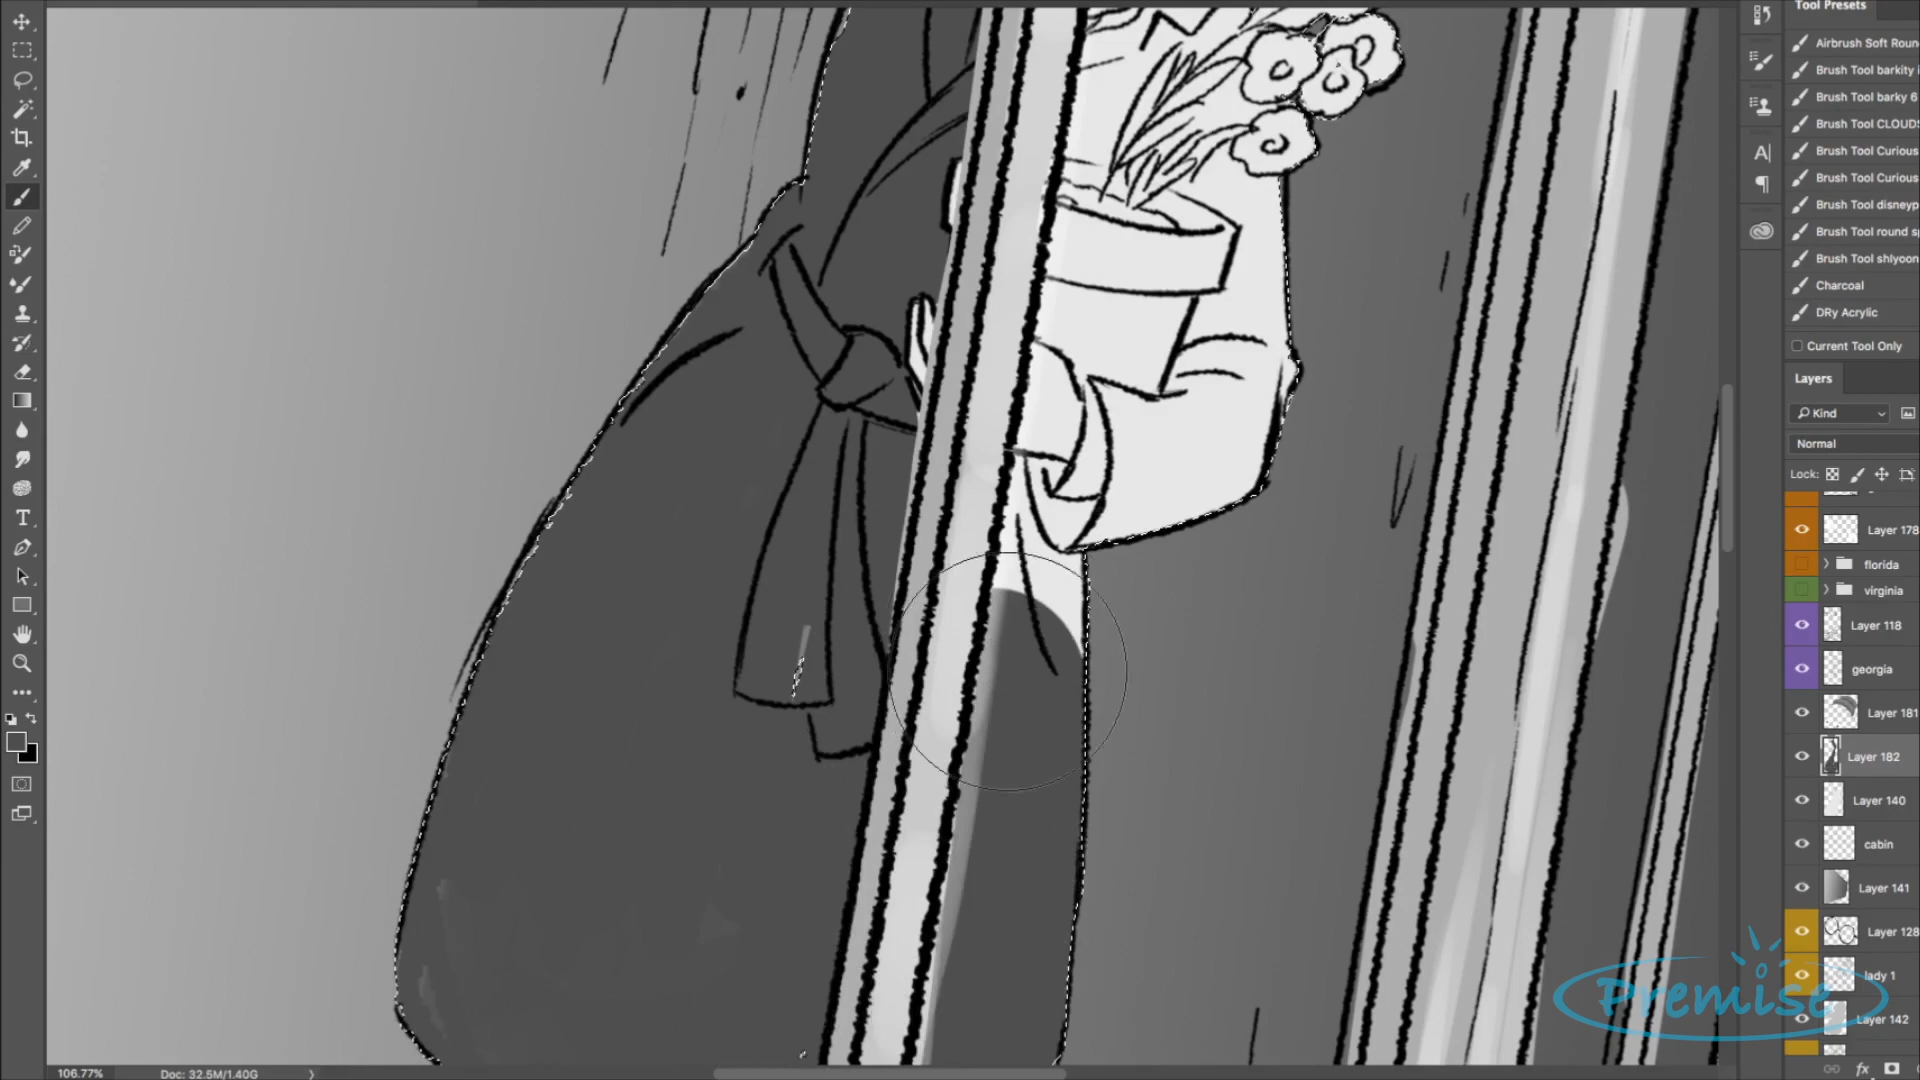 Tool Presets
Airbrush Soft Roun
Brush Tool barkity i
Brush Tool barky 6
Brush Tool CLOUDS
Brush Tool Curious
Brush Tool Curious
Brush Tool disneyp
Brush Tool round sp
Brush Tool shlyoon
Charcoal
DRy Acrylic
Current Tool Only
Layers
Kind
Normal
Lock:
Layer 178
florida
virginia
Layer 118
georgia
Layer 181
Layer 182
Layer 140
cabin
Layer 141
Layer 128
lady 1
Layer 142
fx
Premise
106.77%
Doc: 32.5M/1.40G